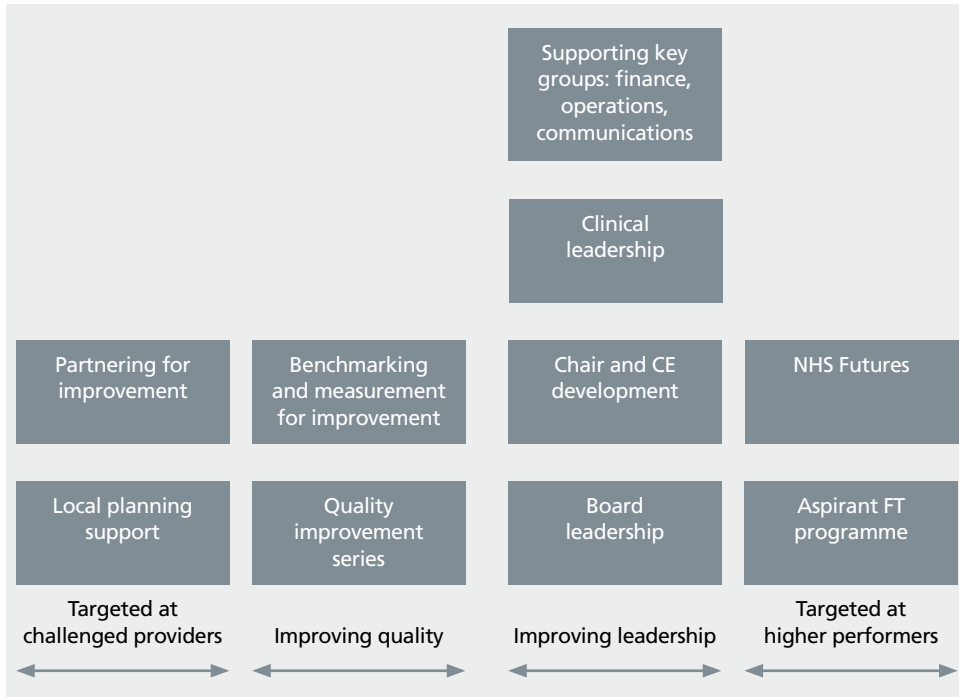 Supporting key
groups: finance,
operations,
communications
Clinical
leadership
Partnering for
improvement
Benchmarking
and measurement
for improvement
Chair and CE
development
NHS Futures
Local planning
support
Quality
improvement
series
Board
leadership
Aspirant FT
programme
Targeted at
challenged providers
Improving quality
Improving leadership
Targeted at
higher performers